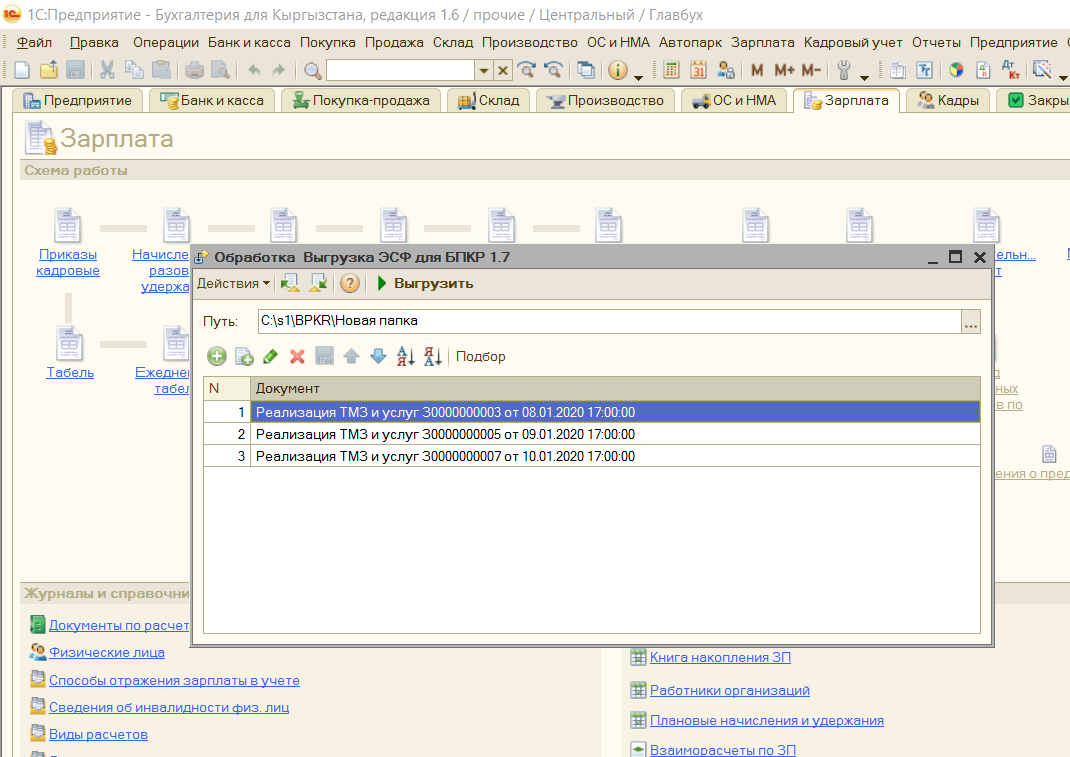 1С:Предприятие - Бухгалтерия для Кыргызстана, редакция 1.6 / прочие / Центральный / Главбух
Файл Правка Операции Банк и касса Покупка Продажа Склад Производство ОС и НМА Автопарк Зарплата Кадровый учет Отчеты Предприятие
M M+ M-
Предприятие Банк и касса Покупка-продажа Склад Производство ОС и НМА Зарплата Кадры Закры
Зарплата
Схема работы
Приказы кадровые
Начисле
разов
удержа
ельн...
т
Обработка Выгрузка ЭСФ для БПКР 1.7
Действия Выгрузить
Путь: C:\s1\BPKR\Новая папка ...
Подбор
N Документ
1 Реализация ТМЗ и услуг З0000000003 от 08.01.2020 17:00:00
2 Реализация ТМЗ и услуг З0000000005 от 09.01.2020 17:00:00
3 Реализация ТМЗ и услуг З0000000007 от 10.01.2020 17:00:00
Табель
Ежеднев
табел
ных
в по
ения о пред
Журналы и справочни
Документы по расчет
Физические лица
Способы отражения зарплаты в учете
Сведения об инвалидности физ. лиц
Виды расчетов
Книга накопления ЗП
Работники организаций
Плановые начисления и удержания
Взаиморасчеты по ЗП